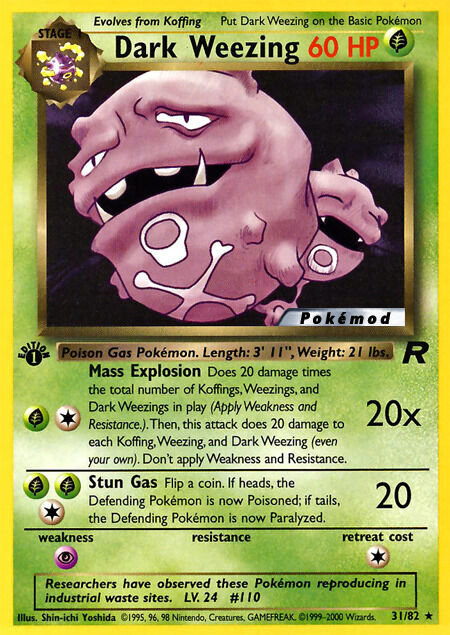 Evolves from Koffing Put Dark Weezing on the Basic Pokémon
STAGE 1
Dark Weezing 60 HP
Pokémod
EDITION
1
Poison Gas Pokémon. Length: 3' 11", Weight: 21 lbs.
R
Mass Explosion Does 20 damage times
the total number of Koffings, Weezings, and
Dark Weezings in play (Apply Weakness and
Resistance.). Then, this attack does 20 damage to
each Koffing, Weezing, and Dark Weezing (even
your own). Don't apply Weakness and Resistance.
20x
Stun Gas Flip a coin. If heads, the
Defending Pokémon is now Poisoned; if tails,
the Defending Pokémon is now Paralyzed.
20
weakness resistance retreat cost
Researchers have observed these Pokémon reproducing in
industrial waste sites. LV. 24 #110
Illus. Shin-ichi Yoshida ©1995, 96, 98 Nintendo, Creatures, GAMEFREAK. ©1999-2000 Wizards. 31/82 ★